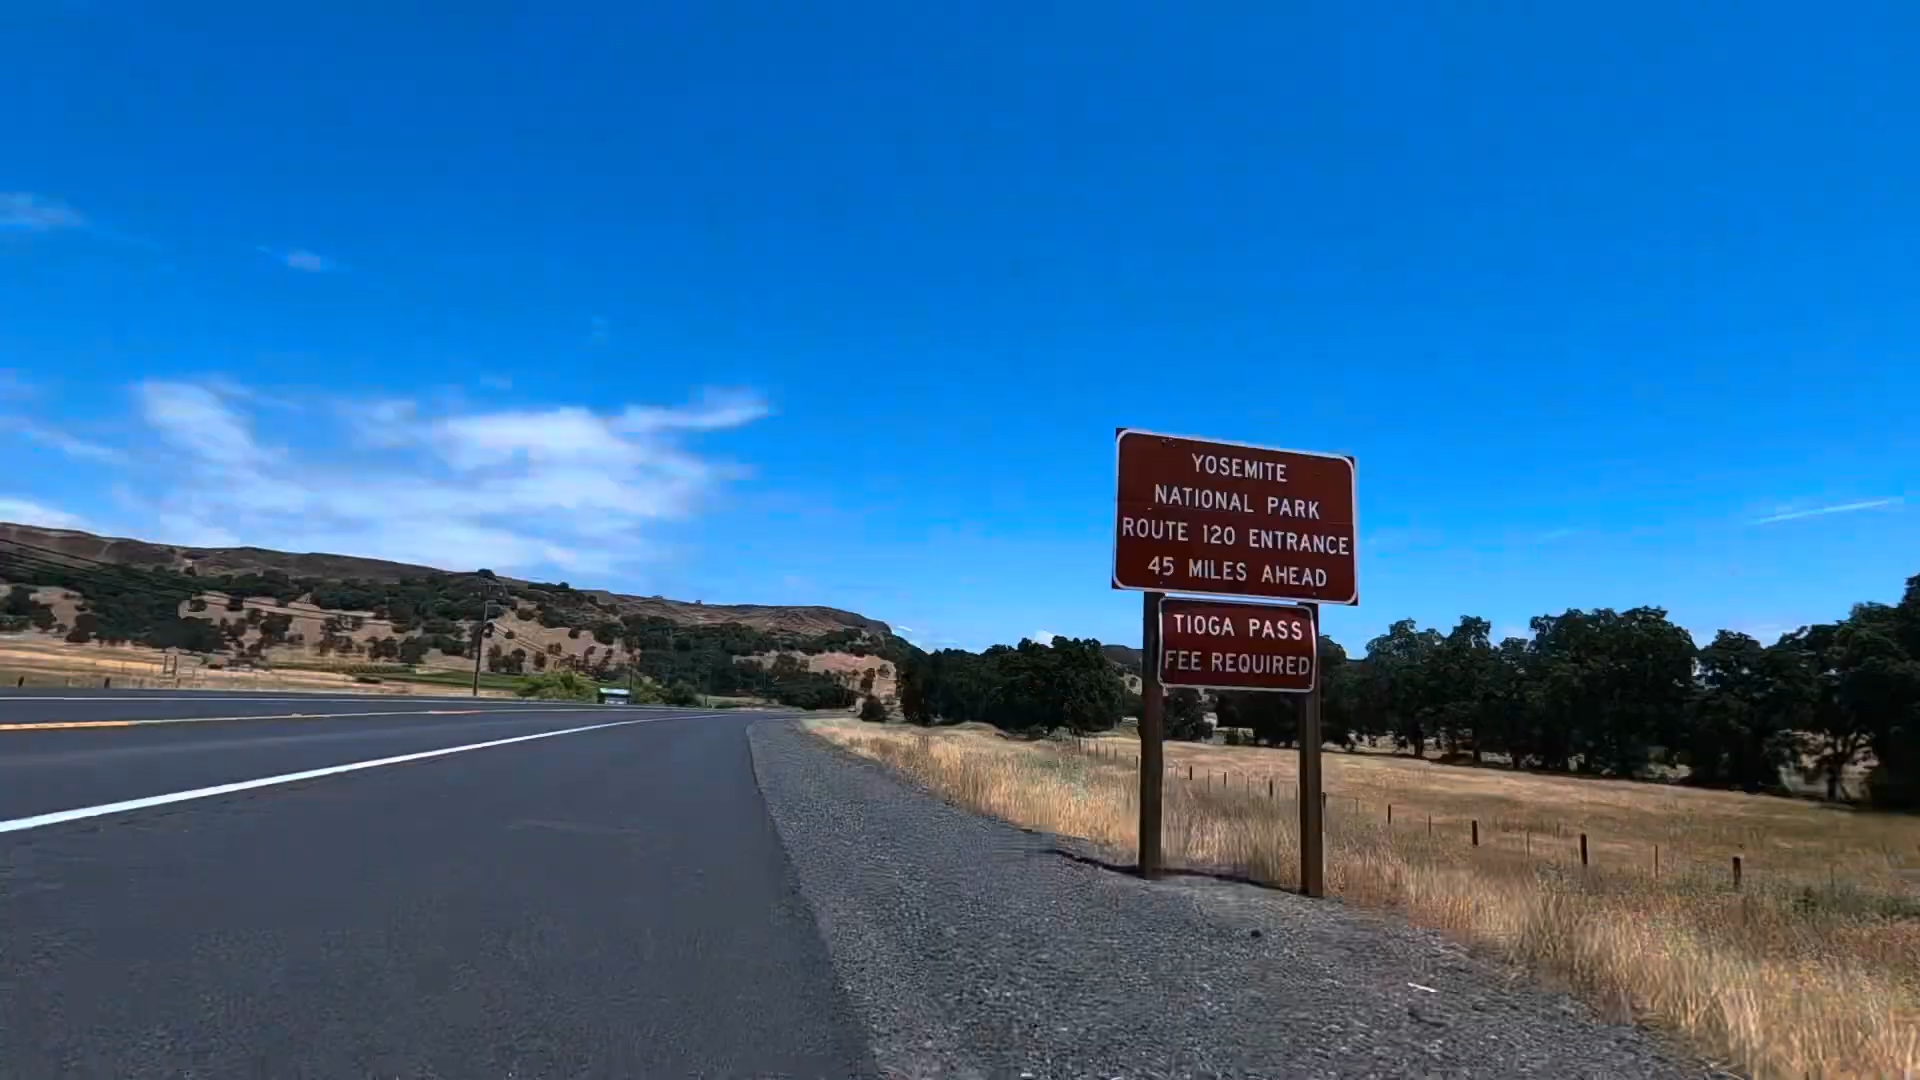 YOSEMITE
NATIONAL PARK
ROUTE 120 ENTRANCE
45 MILES AHEAD
TIOGA PASS
FEE REQUIRED